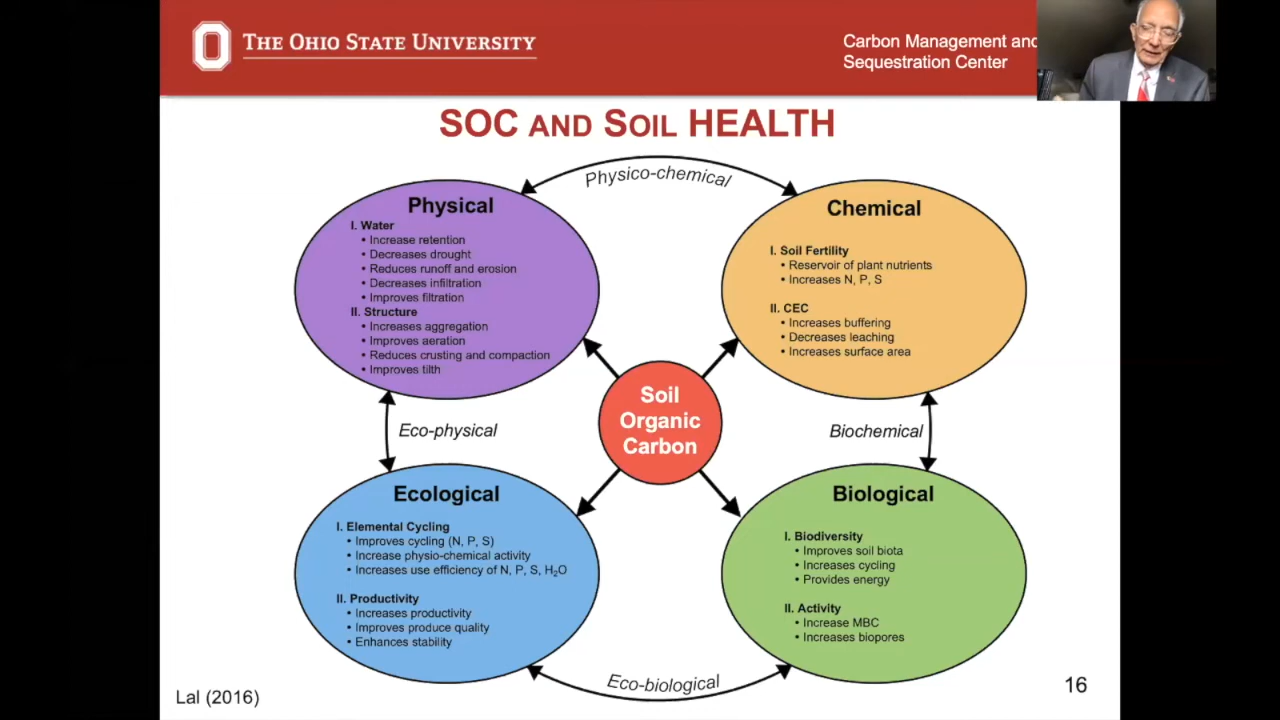 THE OHIO STATE UNIVERSITY
Carbon Management and
Sequestration Center
SOC AND SOIL HEALTH
Physico-chemical
Physical
I. Water
• Increase retention
• Decreases drought
• Reduces runoff and erosion
• Decreases infiltration
• Improves filtration
II. Structure
• Increases aggregation
• Improves aeration
• Reduces crusting and compaction
• Improves tilth
Chemical
I. Soil Fertility
• Reservoir of plant nutrients
• Increases N, P, S
II. CEC
• Increases buffering
• Decreases leaching
• Increases surface area
Soil
Organic
Carbon
Eco-physical
Biochemical
Ecological
I. Elemental Cycling
• Improves cycling (N, P, S)
• Increase physio-chemical activity
• Increases use efficiency of N, P, S, H₂O
II. Productivity
• Increases productivity
• Improves produce quality
• Enhances stability
Biological
I. Biodiversity
• Improves soil biota
• Increases cycling
• Provides energy
II. Activity
• Increase MBC
• Increases biopores
Eco-biological
Lal (2016)
16